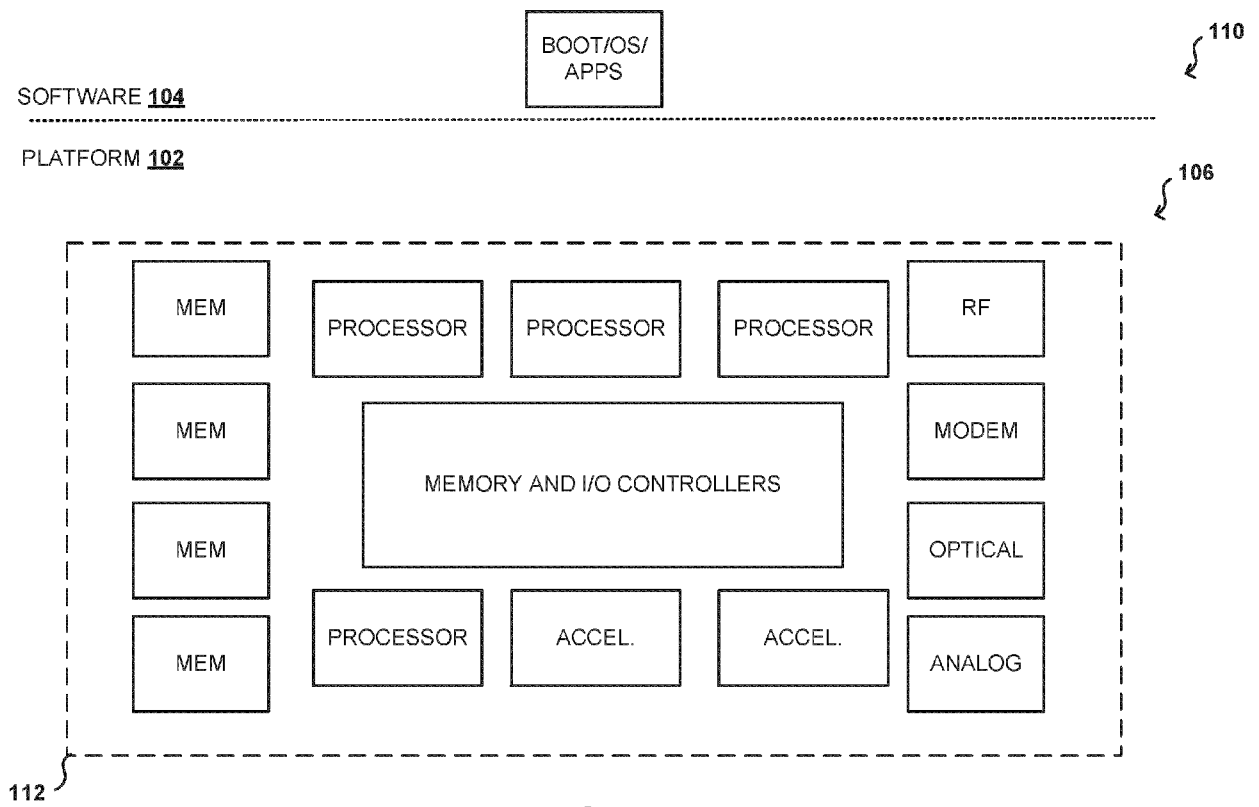 BOOT/OS/
APPS
110
SOFTWARE 104
PLATFORM 102
106
MEM
PROCESSOR
PROCESSOR
PROCESSOR
RF
MEM
MEMORY AND I/O CONTROLLERS
MODEM
MEM
OPTICAL
MEM
PROCESSOR
ACCEL.
ACCEL.
ANALOG
112